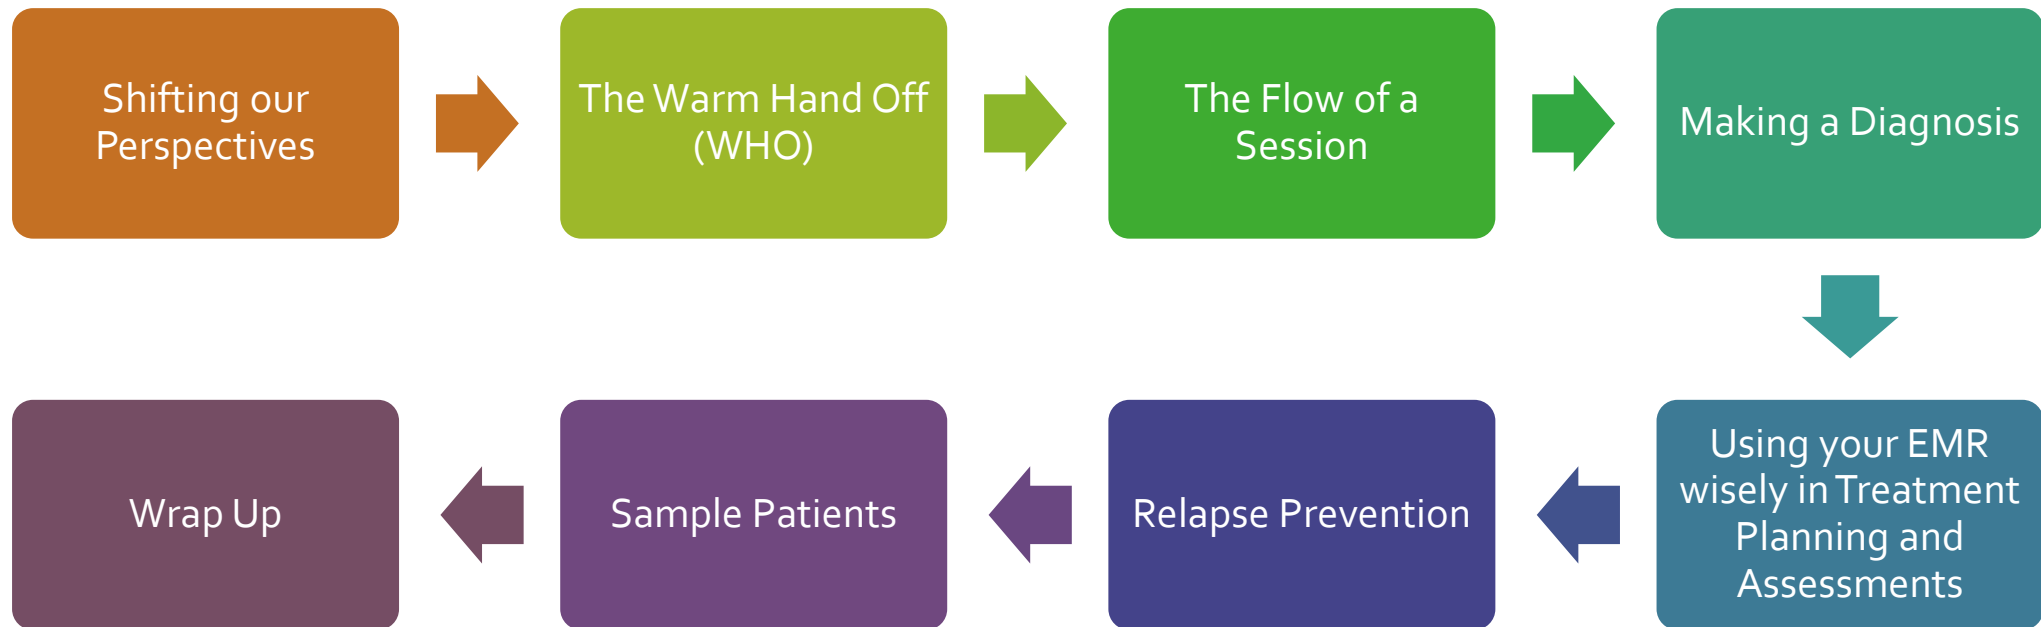 Shifting our
Perspectives
The Warm Hand Off
(WHO)
The Flow of a
Session
Making a Diagnosis
Using your EMR
wisely in Treatment
Planning and
Assessments
Relapse Prevention
Sample Patients
Wrap Up